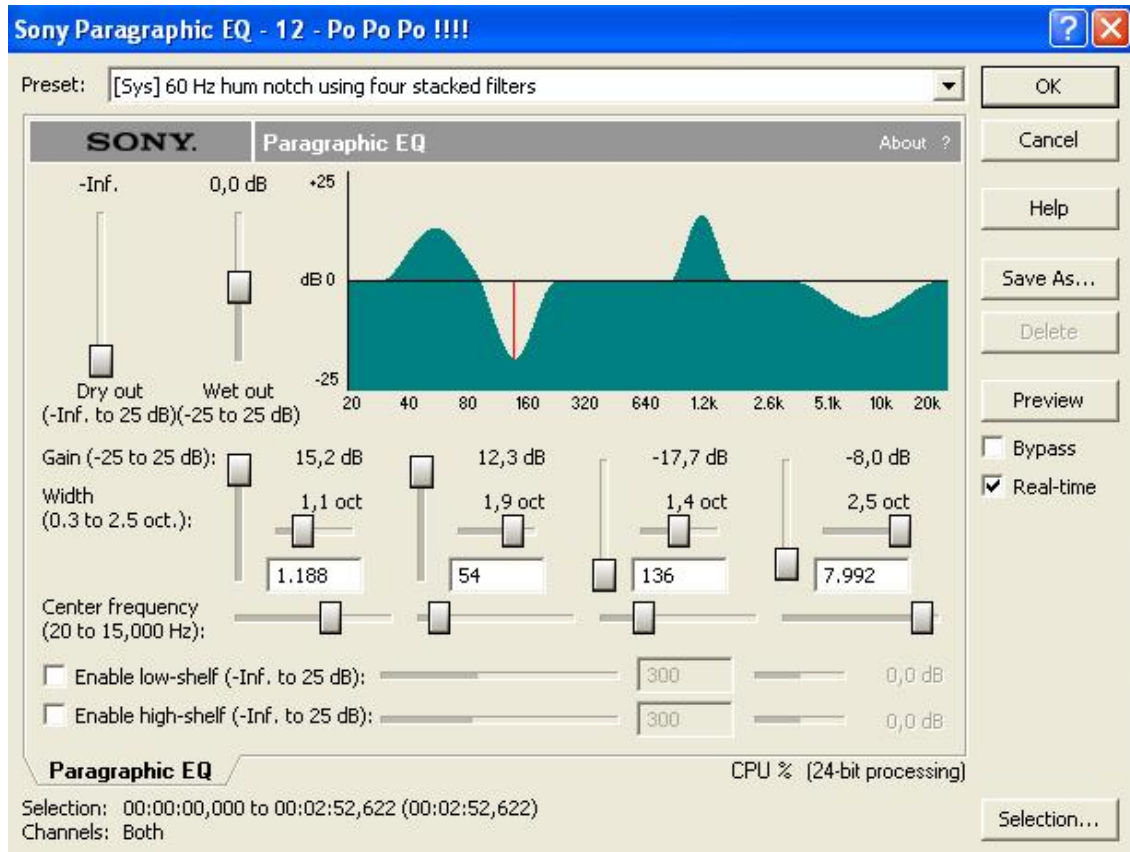 Sony Paragraphic EQ - 12 - Po Po Po !!!!
Preset: [Sys] 60 Hz hum notch using four stacked filters
OK
SONY. Paragraphic EQ About ?
Cancel
-Inf. 0,0 dB
Help
+25
dB 0
-25
Save As...
Delete
Dry out Wet out
(-Inf. to 25 dB)(-25 to 25 dB)
20 40 80 160 320 640 1.2k 2.6k 5.1k 10k 20k
Preview
Bypass
Real-time
Gain (-25 to 25 dB): 15,2 dB 12,3 dB -17,7 dB -8,0 dB
Width
(0.3 to 2.5 oct.): 1,1 oct 1,9 oct 1,4 oct 2,5 oct
1.188 54 136 7.992
Center frequency
(20 to 15,000 Hz):
Enable low-shelf (-Inf. to 25 dB): 300 0,0 dB
Enable high-shelf (-Inf. to 25 dB): 300 0,0 dB
Paragraphic EQ
CPU % (24-bit processing)
Selection: 00:00:00,000 to 00:02:52,622 (00:02:52,622)
Channels: Both
Selection...